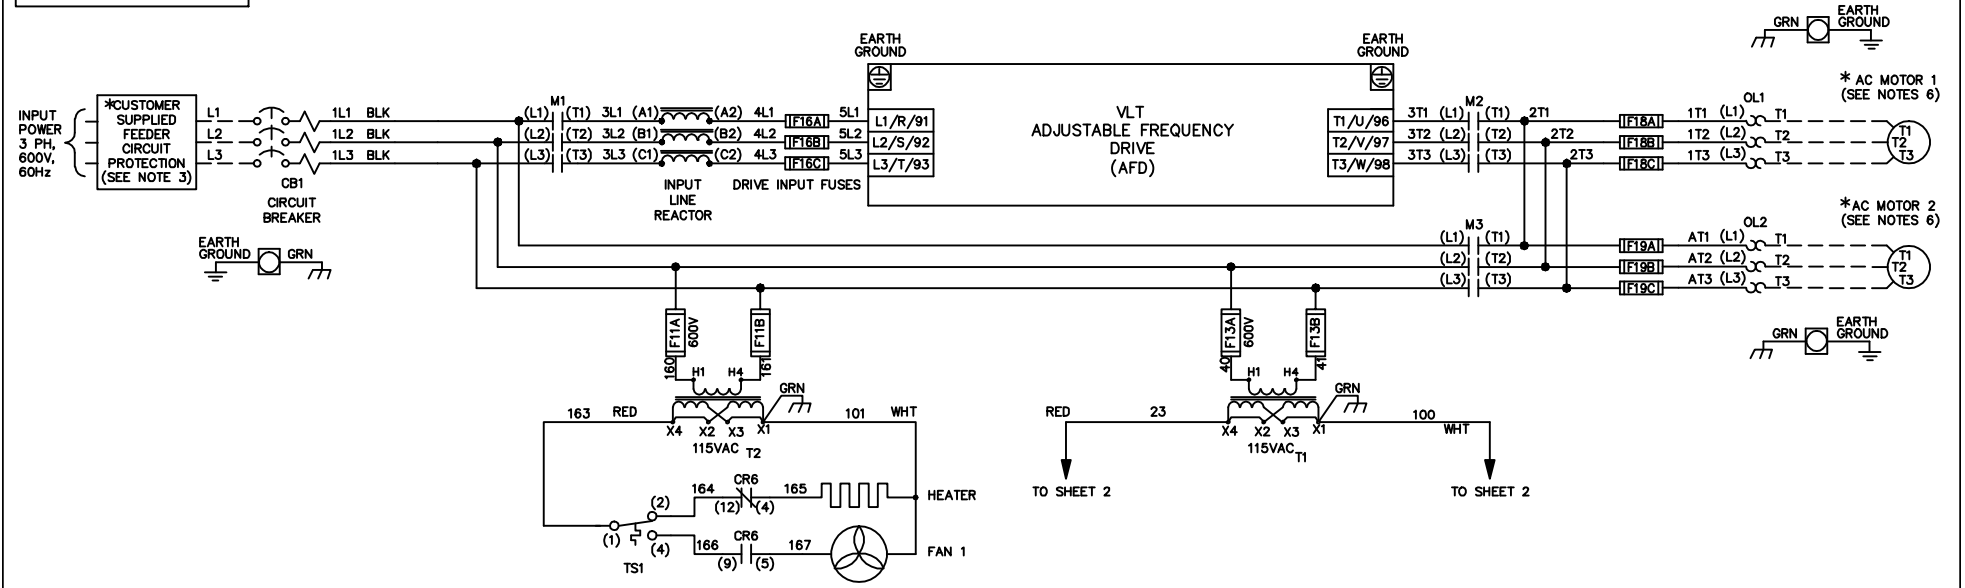 EARTH
GROUND
EARTH
GROUND
GRN
EARTH
GROUND
INPUT
POWER
3 PH,
600V,
60Hz
*CUSTOMER
SUPPLIED
FEEDER
CIRCUIT
PROTECTION
(SEE NOTE 3)
L1
L2
L3
CB1
CIRCUIT
BREAKER
1L1 BLK
1L2 BLK
1L3 BLK
M1
(L1) (T1) 3L1 (A1) (A2) 4L1 F16A 5L1
(L2) (T2) 3L2 (B1) (B2) 4L2 F16B 5L2
(L3) (T3) 3L3 (C1) (C2) 4L3 F16C 5L3
INPUT
LINE
REACTOR
DRIVE INPUT FUSES
L1/R/91
L2/S/92
L3/T/93
VLT
ADJUSTABLE FREQUENCY
DRIVE
(AFD)
T1/U/96
T2/V/97
T3/W/98
M2
3T1 (L1) (T1) 2T1 F18A 1T1 (L1) T1
3T2 (L2) (T2) 2T2 F18B 1T2 (L2) T2
3T3 (L3) (T3) 2T3 F18C 1T3 (L3) T3
OL1
* AC MOTOR 1
(SEE NOTES 6)
T1
T2
T3
EARTH
GROUND
GRN
M3
(L1) (T1) F19A AT1 (L1) T1
(L2) (T2) F19B AT2 (L2) T2
(L3) (T3) F19C AT3 (L3) T3
OL2
*AC MOTOR 2
(SEE NOTES 6)
T1
T2
T3
GRN
EARTH
GROUND
F11A
600V
F11B
160
161
H1 H4
GRN
163 RED
101 WHT
X4 X2 X3 X1
115VAC T2
F13A
600V
F13B
40
41
H1 H4
GRN
RED 23
100
WHT
X4 X2 X3 X1
115VAC T1
TO SHEET 2
TO SHEET 2
164 CR6 165
(12) (4)
HEATER
(2)
(1)
(4)
TS1
166 CR6 167
(9) (5)
FAN 1